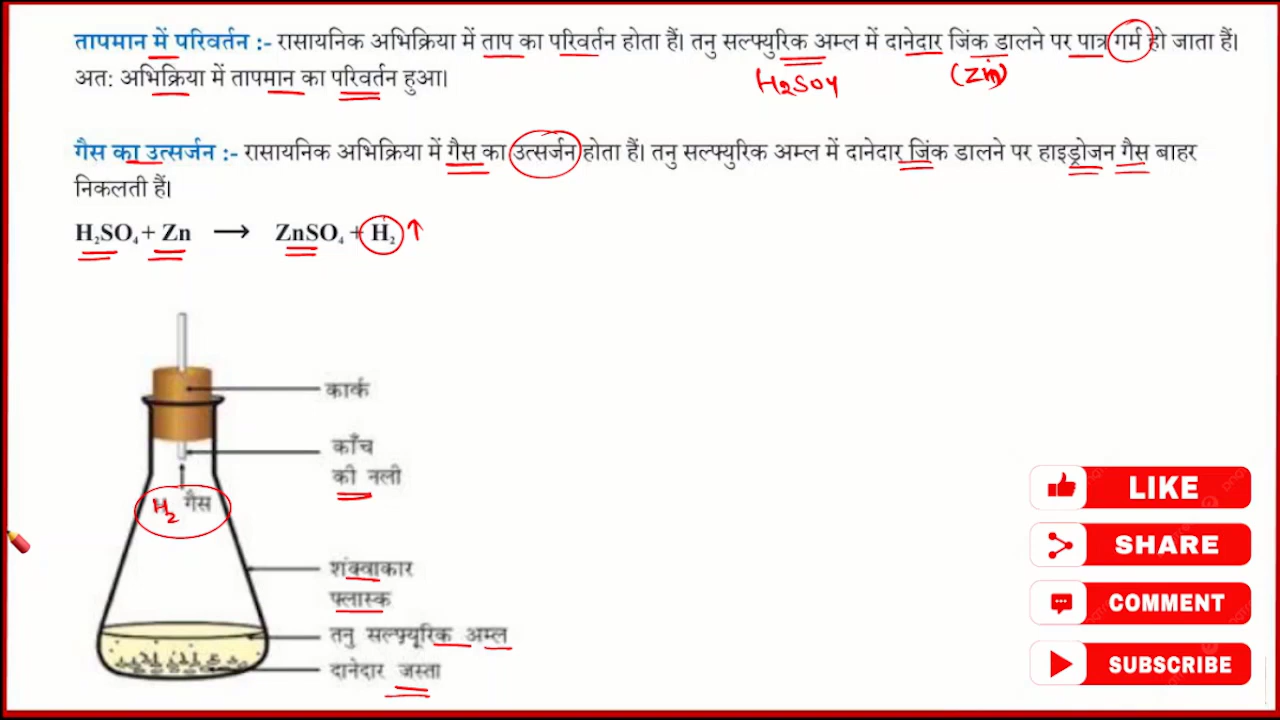 तापमान में परिवर्तन :- रासायनिक अभिक्रिया में ताप का परिवर्तन होता हैं। तनु सल्फ्युरिक अम्ल में दानेदार जिंक डालने पर पात्र गर्म हो जाता हैं।
अत: अभिक्रिया में तापमान का परिवर्तन हुआ।
H₂SO₄ (Zn)
गैस का उत्सर्जन :- रासायनिक अभिक्रिया में गैस का उत्सर्जन होता हैं। तनु सल्फ्युरिक अम्ल में दानेदार जिंक डालने पर हाइड्रोजन गैस बाहर
निकलती हैं।
H₂SO₄ + Zn ⟶ ZnSO₄ + H₂ ↑
कार्क
काँच
की नली
H₂ गैस
शंक्वाकार
फ्लास्क
तनु सल्फ्यूरिक अम्ल
दानेदार जस्ता
LIKE
SHARE
COMMENT
SUBSCRIBE